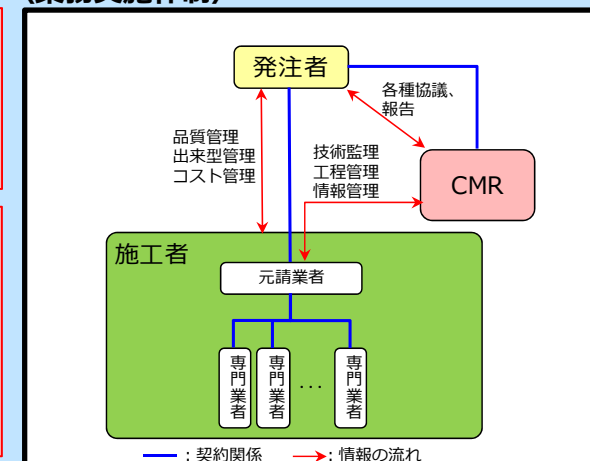 発注者
各種協議、
報告
品質管理
出来型管理
コスト管理
技術監理
工程管理
情報管理
CMR
施工者
元請業者
専門業者
専門業者
・・・
専門業者
：契約関係
：情報の流れ